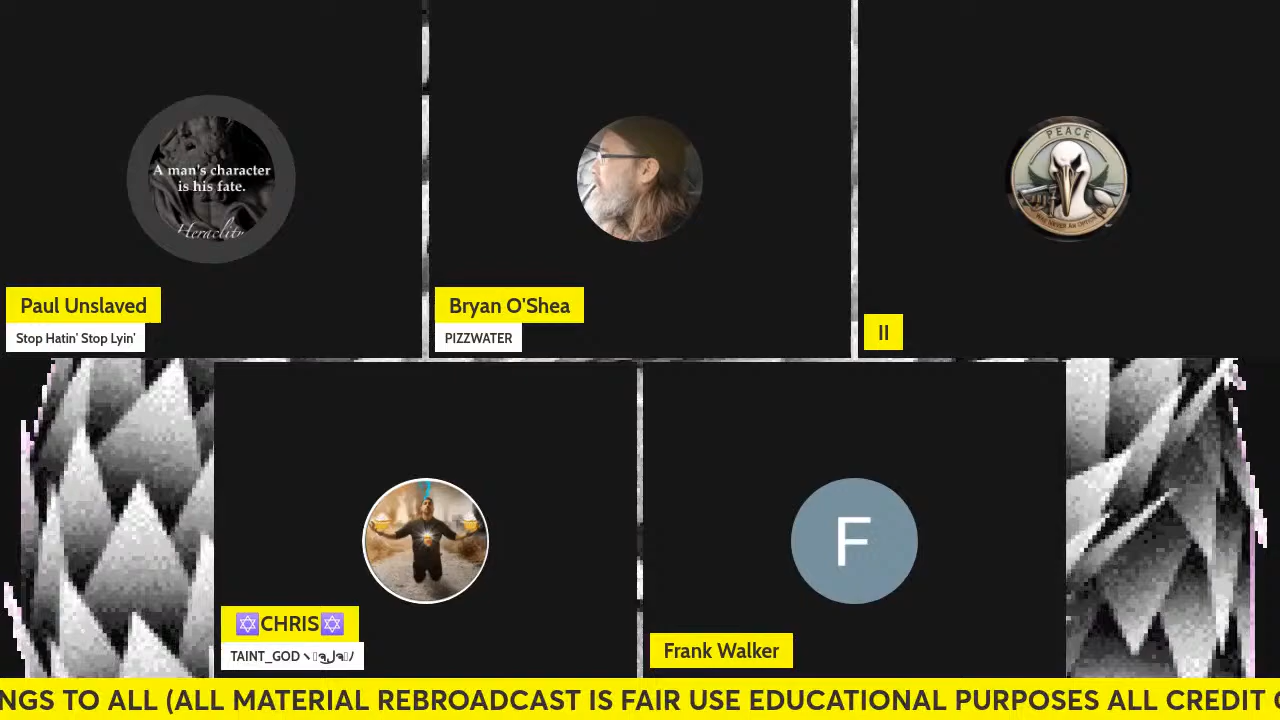 A man's character
is his fate.
Heraclitr
Paul Unslaved
Stop Hatin' Stop Lyin'
Bryan O'Shea
PIZZWATER
PEACE
II
✡CHRIS✡
TAINT_GOD
F
Frank Walker
NGS TO ALL (ALL MATERIAL REBROADCAST IS FAIR USE EDUCATIONAL PURPOSES ALL CREDIT